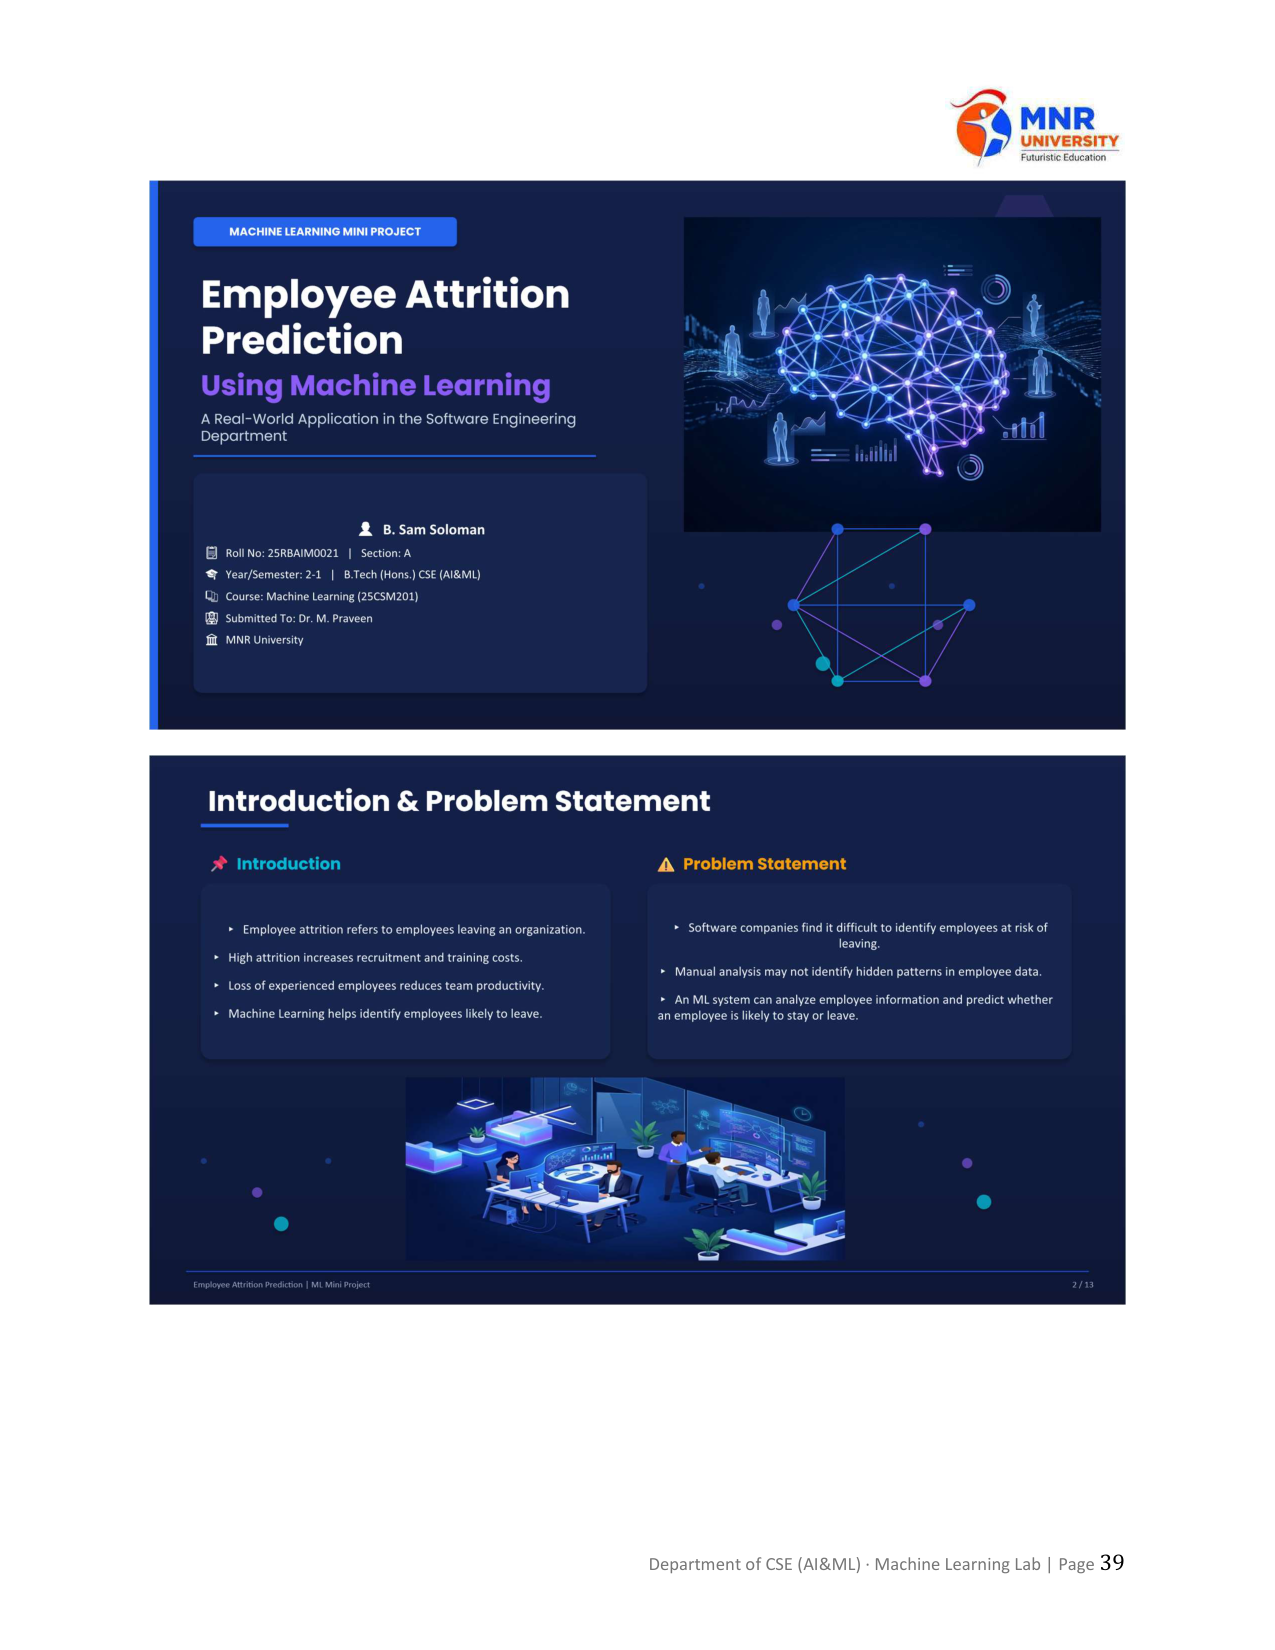 MNR
UNIVERSITY
Futuristic Education
MACHINE LEARNING MINI PROJECT
Employee Attrition
Prediction
Using Machine Learning
A Real-World Application in the Software Engineering
Department
B. Sam Soloman
Roll No: 25RBAIM0021 | Section: A
Year/Semester: 2-1 | B.Tech (Hons.) CSE (AI&ML)
Course: Machine Learning (25CSM201)
Submitted To: Dr. M. Praveen
MNR University
Introduction & Problem Statement
Introduction
‣ Employee attrition refers to employees leaving an organization.
‣ High attrition increases recruitment and training costs.
‣ Loss of experienced employees reduces team productivity.
‣ Machine Learning helps identify employees likely to leave.
Problem Statement
‣ Software companies find it difficult to identify employees at risk of
leaving.
‣ Manual analysis may not identify hidden patterns in employee data.
‣ An ML system can analyze employee information and predict whether
an employee is likely to stay or leave.
Employee Attrition Prediction | ML Mini Project
2 / 13
Department of CSE (AI&ML) · Machine Learning Lab | Page 39